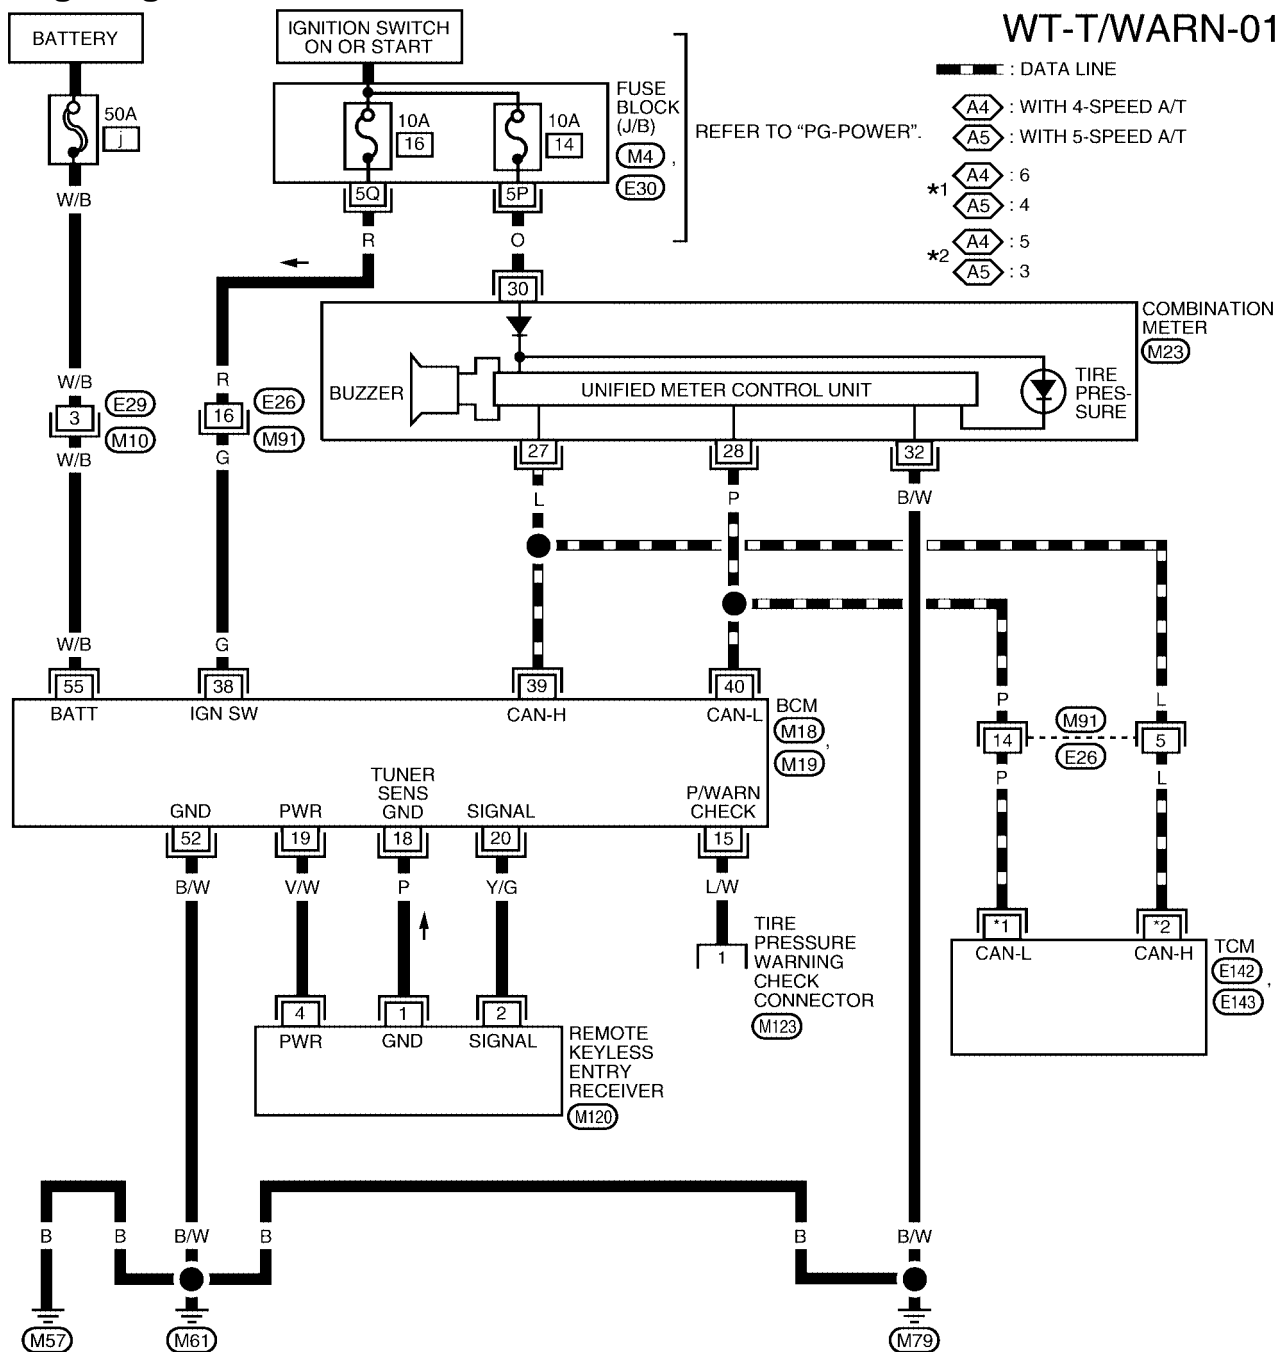 WT-T/WARN-01
BATTERY
50A
j
IGNITION SWITCH
ON OR START
10A
16
10A
14
5Q
5P
FUSE
BLOCK
(J/B)
M4 ,
E30
REFER TO “PG-POWER”.
: DATA LINE
A4 : WITH 4-SPEED A/T
A5 : WITH 5-SPEED A/T
*1
A4 : 6
A5 : 4
*2
A4 : 5
A5 : 3
W/B
R
O
30
COMBINATION
METER
M23
BUZZER
UNIFIED METER CONTROL UNIT
TIRE
PRES-
SURE
W/B
3
E29
M10
W/B
R
16
E26
M91
G
27
28
32
L
P
B/W
W/B
G
55
38
39
40
BATT
IGN SW
CAN-H
CAN-L
BCM
M18 ,
M19
P
L
14
M91
E26
5
P
L
GND
PWR
TUNER
SENS
GND
SIGNAL
P/WARN
CHECK
52
19
18
20
15
B/W
V/W
P
Y/G
L/W
1
TIRE
PRESSURE
WARNING
CHECK
CONNECTOR
M123
*1
*2
CAN-L
CAN-H
TCM
E142 ,
E143
4
1
2
PWR
GND
SIGNAL
REMOTE
KEYLESS
ENTRY
RECEIVER
M120
B
B
B/W
B
B
B/W
M57
M61
M79